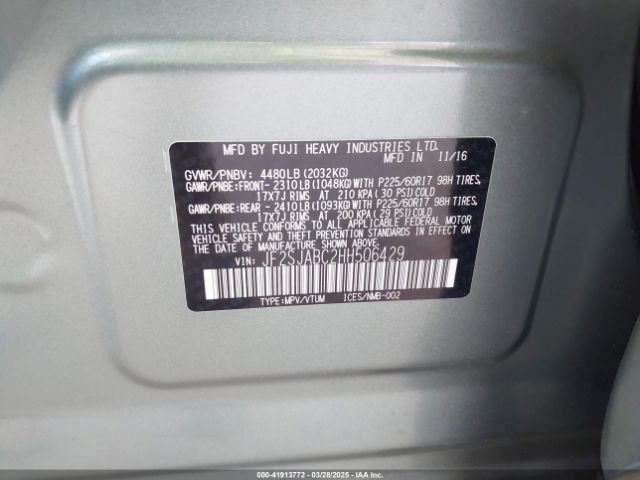 MFD BY FUJI HEAVY INDUSTRIES LTD.
MFD IN 11/16
GVWR/PNBV: 4480LB (2032KG)
GAWR/PNBE:FRONT- 2310LB (1048KG)WITH P225/60R17 98H TIRES,
17X7J RIMS AT 210 KPA (30 PSI)COLD
GAWR/PNBE:REAR - 2410LB (1093KG)WITH P225/60R17 98H TIRES,
17X7J RIMS AT 200 KPA (29 PSI)COLD
THIS VEHICLE CONFORMS TO ALL APPLICABLE FEDERAL MOTOR
VEHICLE SAFETY, BUMPER, AND THEFT PREVENTION STANDARDS IN EFFECT ON
THE DATE OF MANUFACTURE SHOWN ABOVE.
VIN: JF2SJABC2HH506429
TYPE:MPV/VTUM ICES/NMB-002
000-41913772 03/28/2025 IAAI.COM